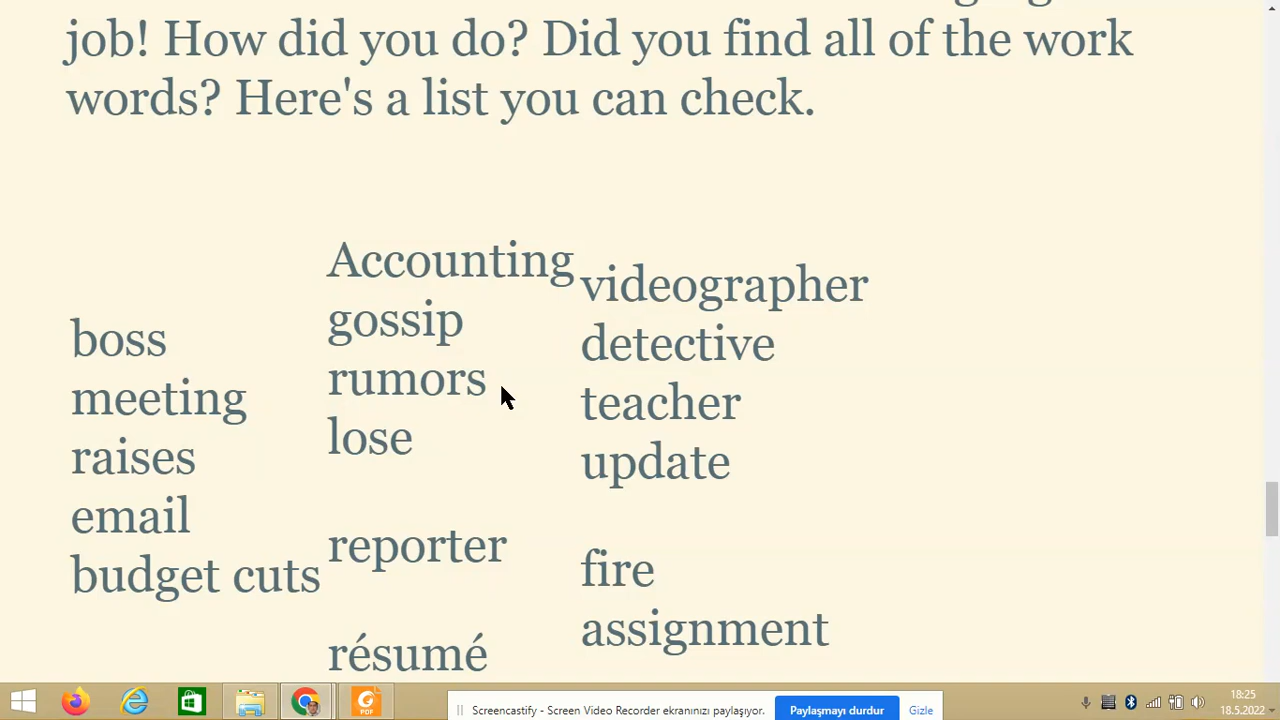 job! How did you do? Did you find all of the work
words? Here's a list you can check.
boss
meeting
raises
email
budget cuts
Accounting
gossip
rumors
lose
reporter
résumé
videographer
detective
teacher
update
fire
assignment
Screencastify - Screen Video Recorder ekranınızı paylaşıyor.
Paylaşmayı durdur
Gizle
18:25
18.5.2022